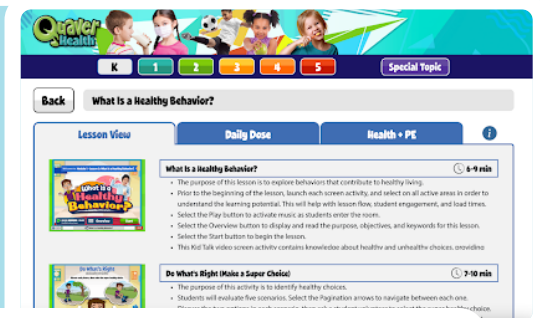 Quaver
Health
K 1 2 3 4 5 Special Topic
Back What Is a Healthy Behavior?
Lesson View Daily Dose Health + PE i
What Is a Healthy Behavior? 6-9 min
• The purpose of this lesson is to explore behaviors that contribute to healthy living.
• Prior to the beginning of the lesson, launch each screen activity, and select on all active areas in order to
understand the learning potential. This will help with lesson flow, student engagement, and load times.
• Select the Play button to activate music as students enter the room.
• Select the Overview button to display and read the purpose, objectives, and keywords for this lesson.
• Select the Start button to begin the lesson.
• This Kid Talk video screen activity contains knowledge about healthy and unhealthy choices, providing
What Is a
Healthy
Behavior?
Do What's Right (Make a Super Choice) 7-10 min
• The purpose of this activity is to identify healthy choices.
• Students will evaluate five scenarios. Select the Pagination arrows to navigate between each one.
Do What's Right